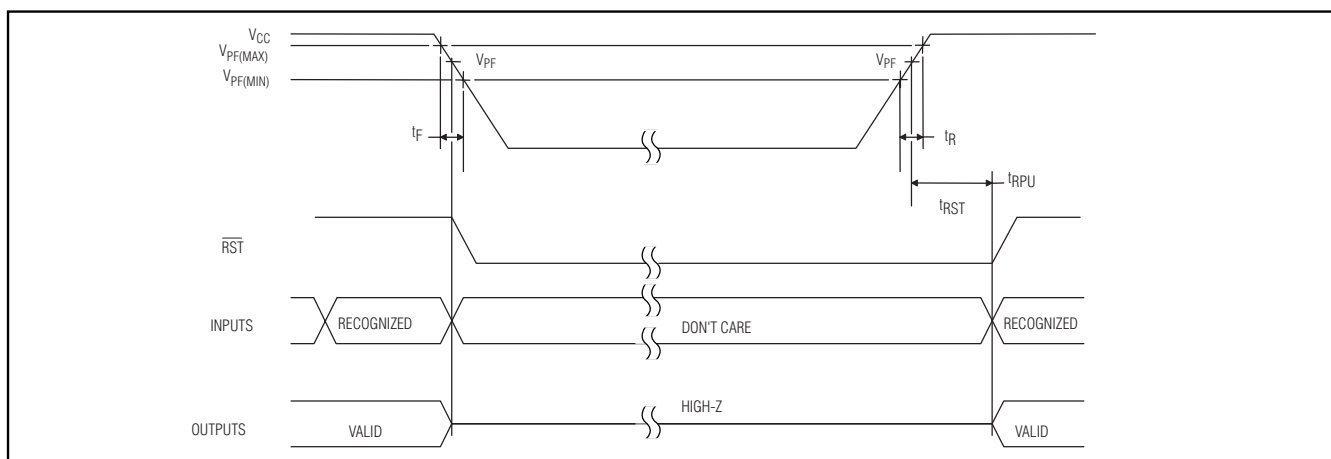 VCC
VPF(MAX)
VPF VPF
VPF(MIN)
tF tR
tRPU
tRST
RST
INPUTS RECOGNIZED DON'T CARE RECOGNIZED
HIGH-Z
OUTPUTS VALID VALID